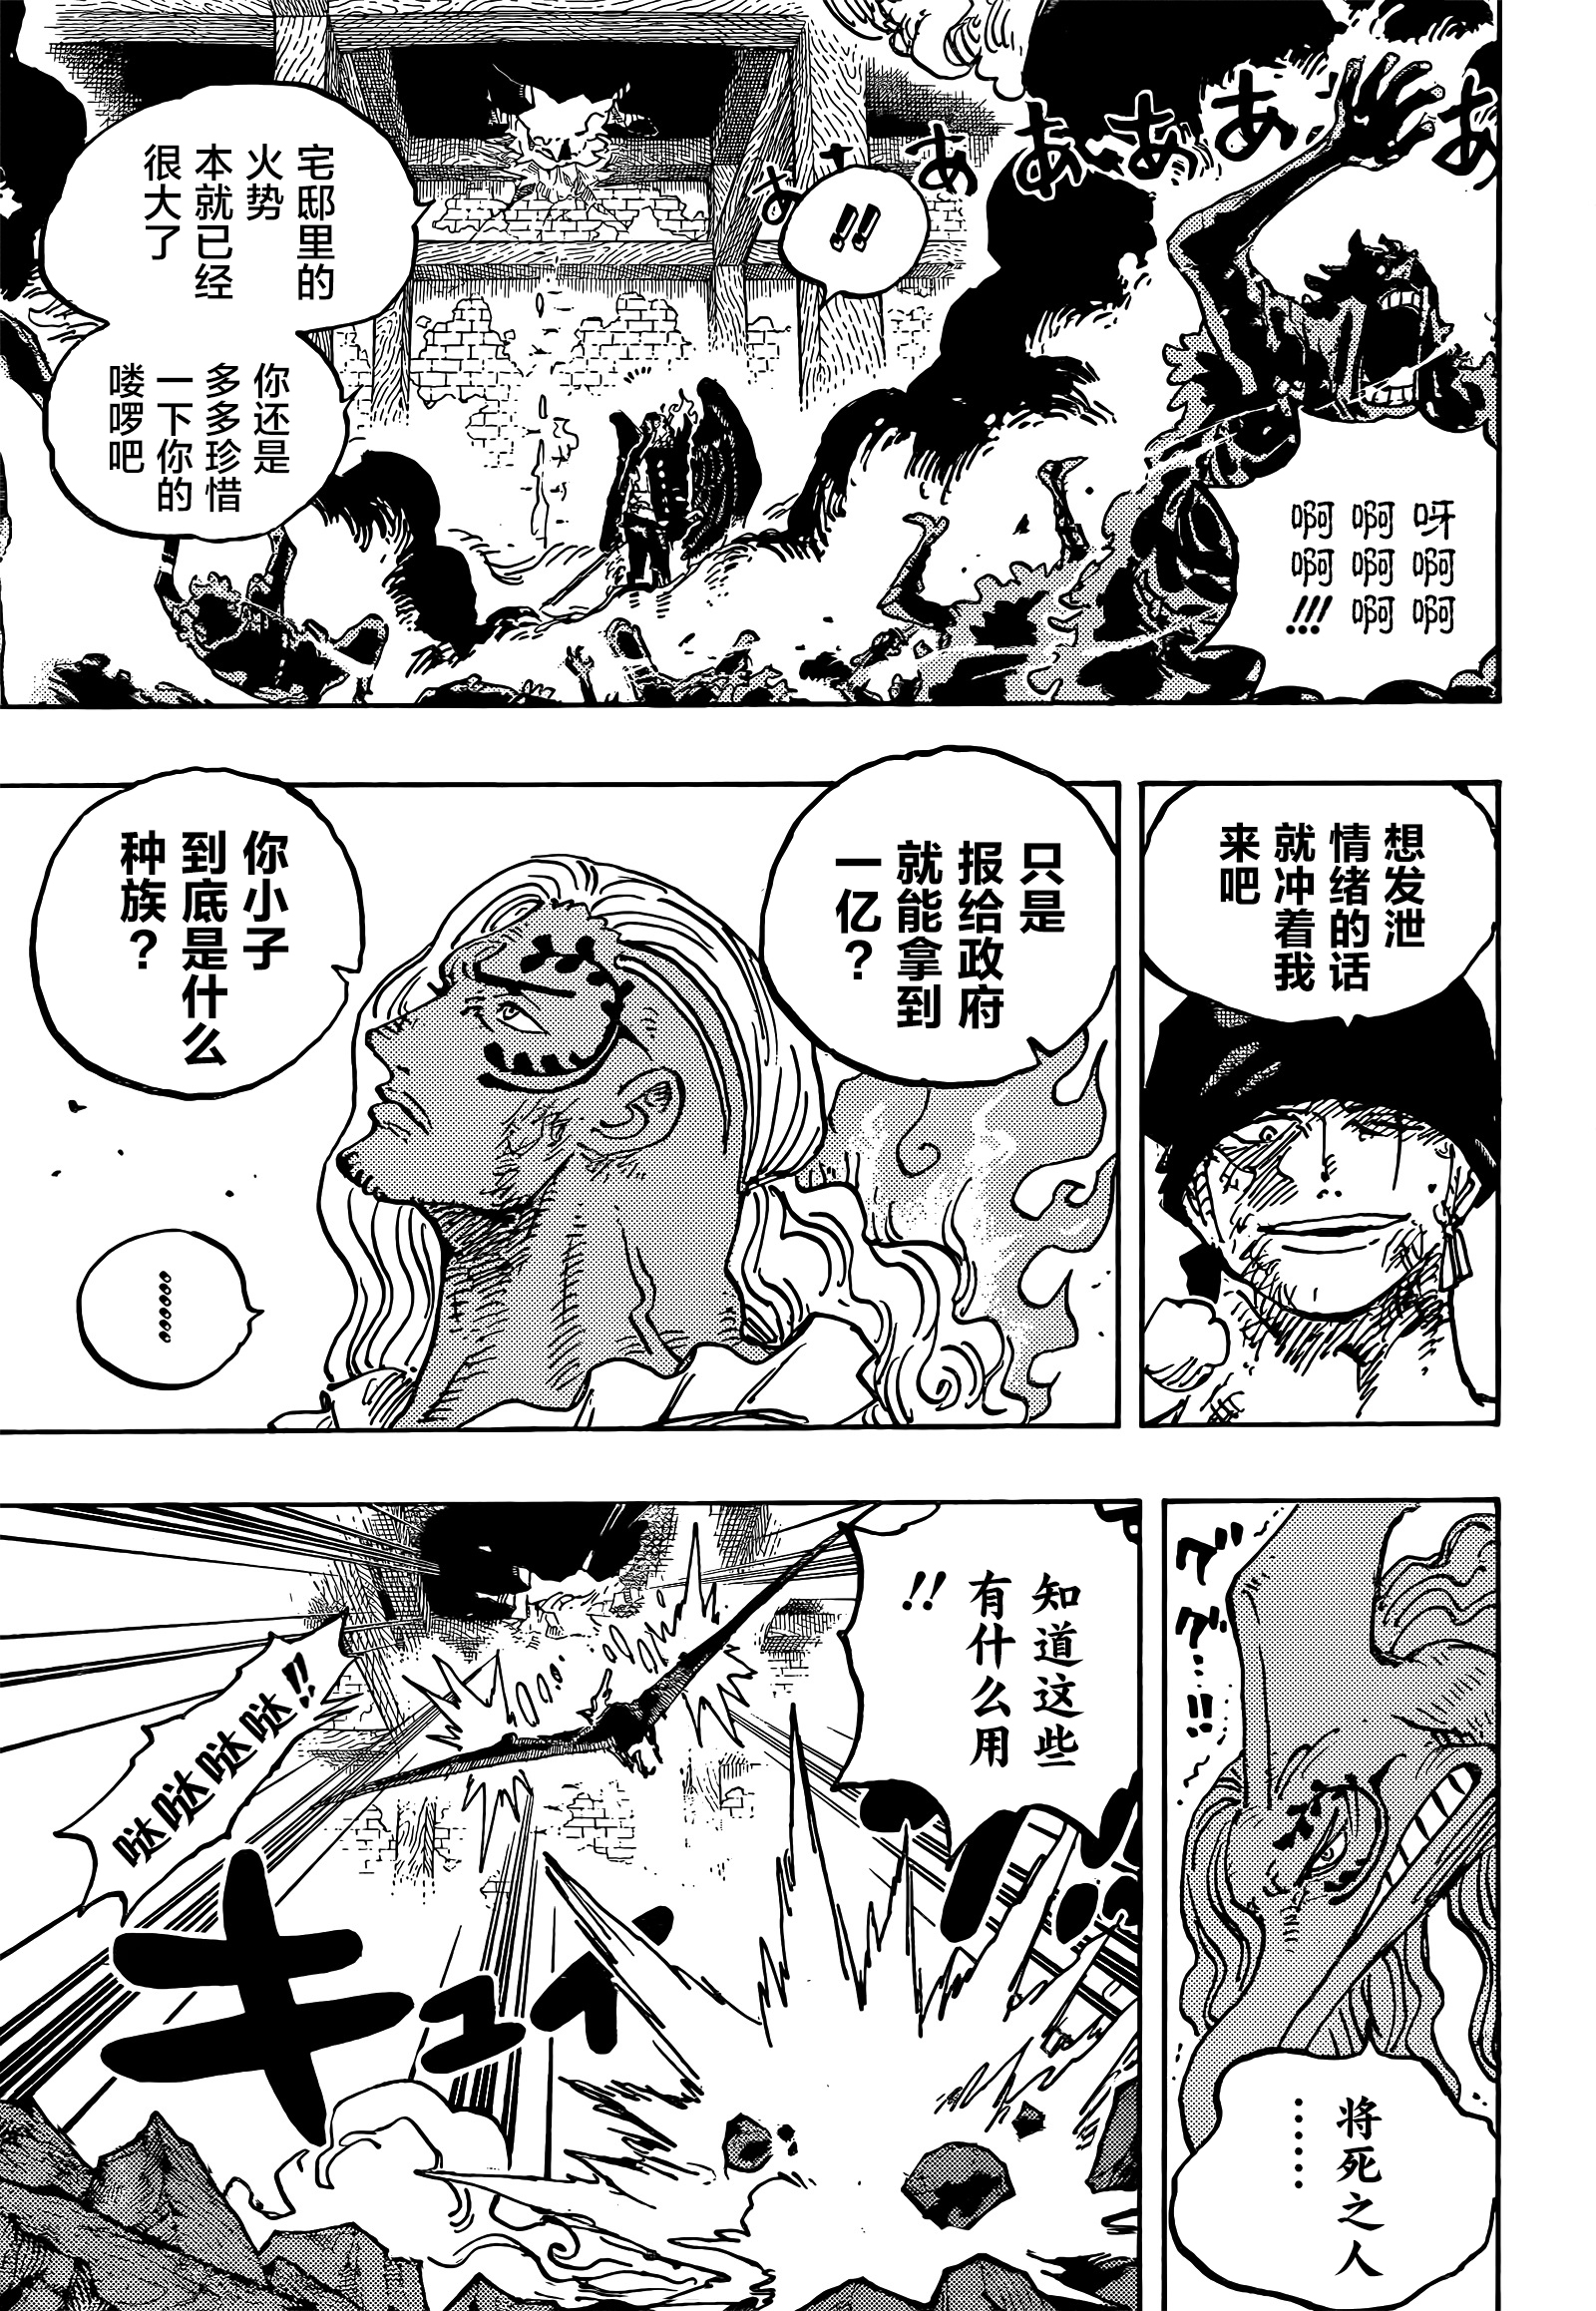 あああああああ
呀啊啊
啊啊啊
啊啊!!!
!!
宅邸里的
火势
本就已经
很大了
你还是
多多珍惜
一下你的
喽啰吧
想发泄
情绪的话
就冲着我
来吧
只是
报给政府
就能拿到
一亿？
你小子
到底是什么
种族？
……
グググ…!!
将死之人
……
知道这些
有什么用
!!
哒哒哒哒哒!!
キュイ